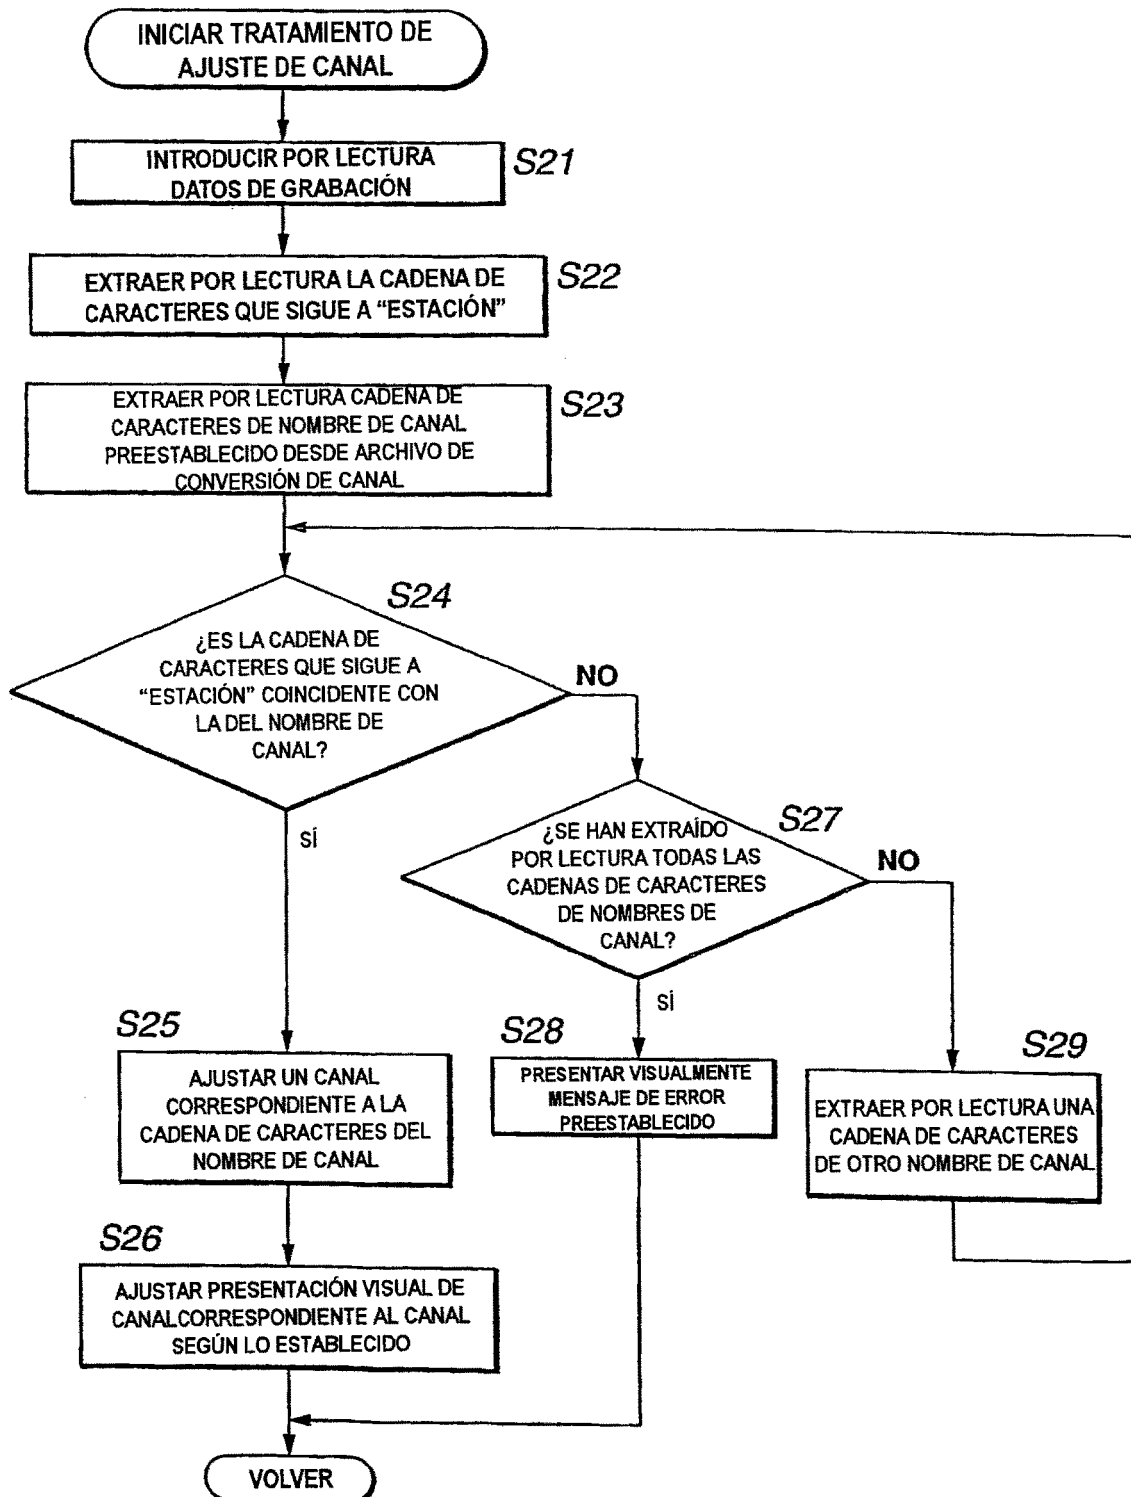 INICIAR TRATAMIENTO DE
AJUSTE DE CANAL
INTRODUCIR POR LECTURA
DATOS DE GRABACIÓN
S21
EXTRAER POR LECTURA LA CADENA DE
CARACTERES QUE SIGUE A “ESTACIÓN”
S22
EXTRAER POR LECTURA CADENA DE
CARACTERES DE NOMBRE DE CANAL
PREESTABLECIDO DESDE ARCHIVO DE
CONVERSIÓN DE CANAL
S23
S24
¿ES LA CADENA DE
CARACTERES QUE SIGUE A
“ESTACIÓN” COINCIDENTE CON
LA DEL NOMBRE DE
CANAL?
NO
SÍ
S27
¿SE HAN EXTRAÍDO
POR LECTURA TODAS LAS
CADENAS DE CARACTERES
DE NOMBRES DE
CANAL?
NO
SÍ
S25
AJUSTAR UN CANAL
CORRESPONDIENTE A LA
CADENA DE CARACTERES DEL
NOMBRE DE CANAL
S28
PRESENTAR VISUALMENTE
MENSAJE DE ERROR
PREESTABLECIDO
S29
EXTRAER POR LECTURA UNA
CADENA DE CARACTERES
DE OTRO NOMBRE DE CANAL
S26
AJUSTAR PRESENTACIÓN VISUAL DE
CANALCORRESPONDIENTE AL CANAL
SEGÚN LO ESTABLECIDO
VOLVER